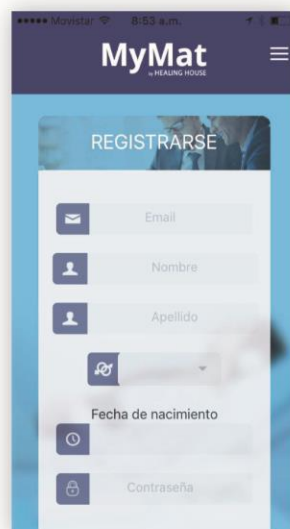 Movistar 8:53 a.m.
MyMat
by HEALING HOUSE
REGISTRARSE
Email
Nombre
Apellido
Fecha de nacimiento
Contraseña